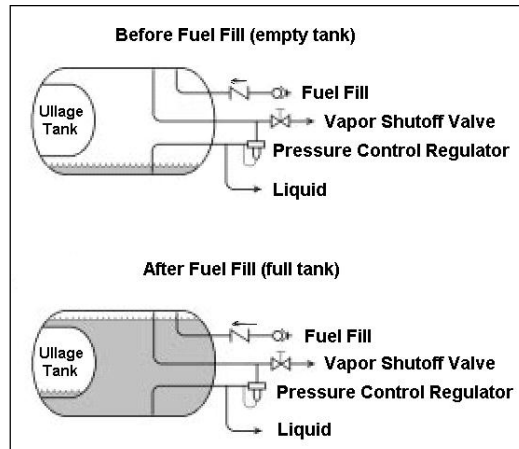 Before Fuel Fill (empty tank)
Ullage
Tank
Fuel Fill
Vapor Shutoff Valve
Pressure Control Regulator
Liquid
After Fuel Fill (full tank)
Ullage
Tank
Fuel Fill
Vapor Shutoff Valve
Pressure Control Regulator
Liquid